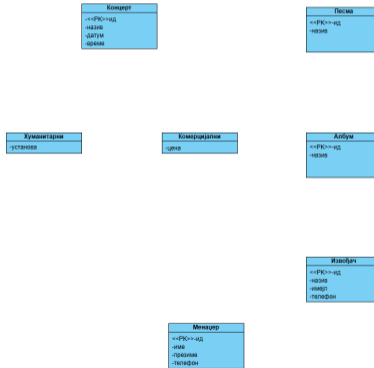 Концерт
-<<PK>>ид
-назив
-датум
-време
Песма
<<PK>>-ид
-назив
Хуманитарни
-установа
Комерцијални
-цена
Албум
<<PK>>-ид
-назив
Извођач
<<PK>>-ид
-назив
-имејл
-телефон
Менаџер
<<PK>>-ид
-име
-презиме
-телефон